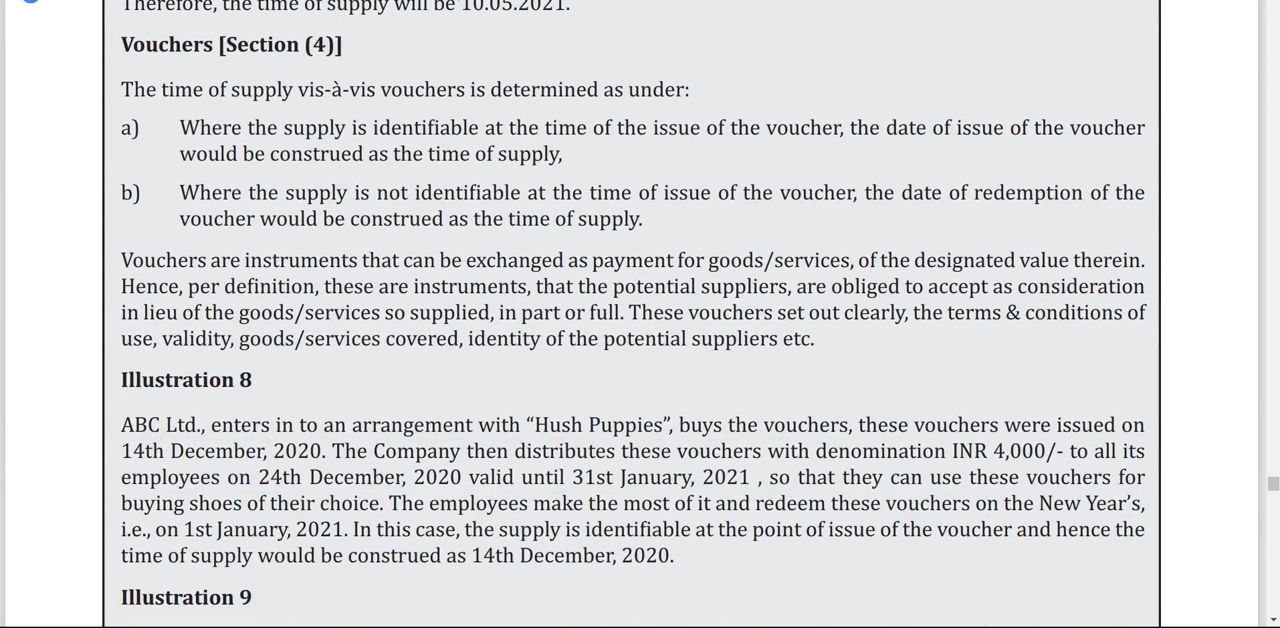 Therefore, the time of supply will be 10.05.2021.
Vouchers [Section (4)]
The time of supply vis-à-vis vouchers is determined as under:
a) Where the supply is identifiable at the time of the issue of the voucher, the date of issue of the voucher
would be construed as the time of supply,
b) Where the supply is not identifiable at the time of issue of the voucher, the date of redemption of the
voucher would be construed as the time of supply.
Vouchers are instruments that can be exchanged as payment for goods/services, of the designated value therein.
Hence, per definition, these are instruments, that the potential suppliers, are obliged to accept as consideration
in lieu of the goods/services so supplied, in part or full. These vouchers set out clearly, the terms & conditions of
use, validity, goods/services covered, identity of the potential suppliers etc.
Illustration 8
ABC Ltd., enters in to an arrangement with “Hush Puppies”, buys the vouchers, these vouchers were issued on
14th December, 2020. The Company then distributes these vouchers with denomination INR 4,000/- to all its
employees on 24th December, 2020 valid until 31st January, 2021 , so that they can use these vouchers for
buying shoes of their choice. The employees make the most of it and redeem these vouchers on the New Year’s,
i.e., on 1st January, 2021. In this case, the supply is identifiable at the point of issue of the voucher and hence the
time of supply would be construed as 14th December, 2020.
Illustration 9